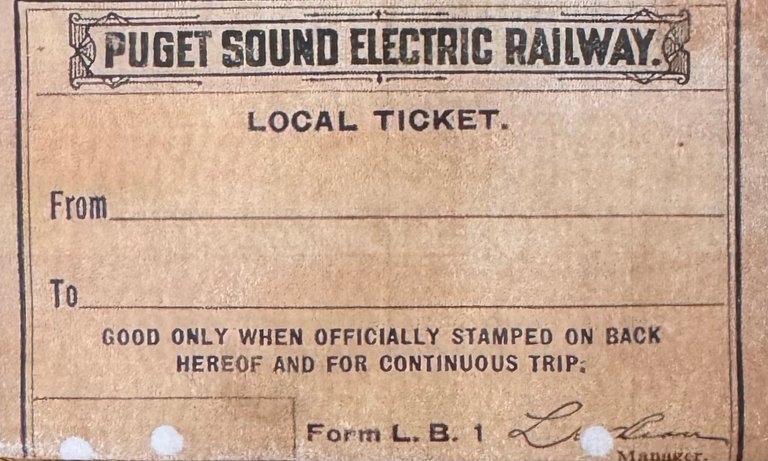 PUGET SOUND ELECTRIC RAILWAY.
LOCAL TICKET.
From
To
GOOD ONLY WHEN OFFICIALLY STAMPED ON BACK
HEREOF AND FOR CONTINUOUS TRIP.
Form L. B. 1
Manager.